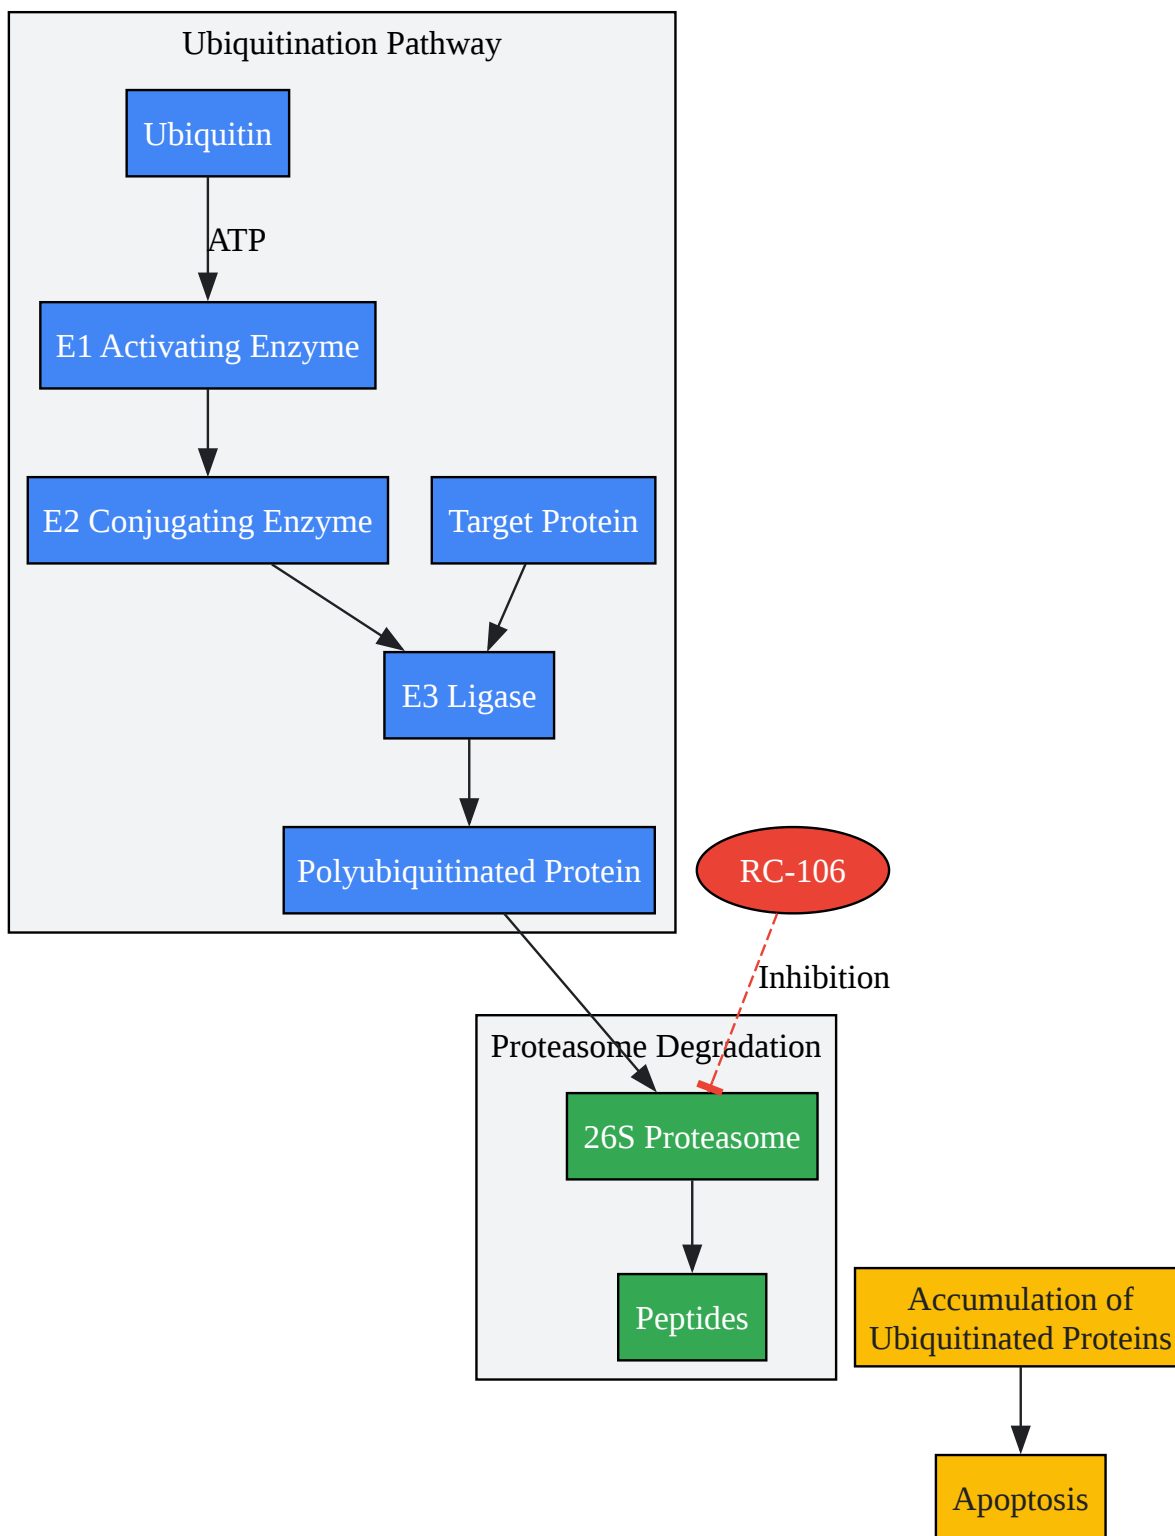 Ubiquitination Pathway
Ubiquitin
ATP
E1 Activating Enzyme
E2 Conjugating Enzyme
Target Protein
E3 Ligase
Polyubiquitinated Protein
RC-106
Inhibition
Proteasome Degradation
26S Proteasome
Peptides
Accumulation of
Ubiquitinated Proteins
Apoptosis